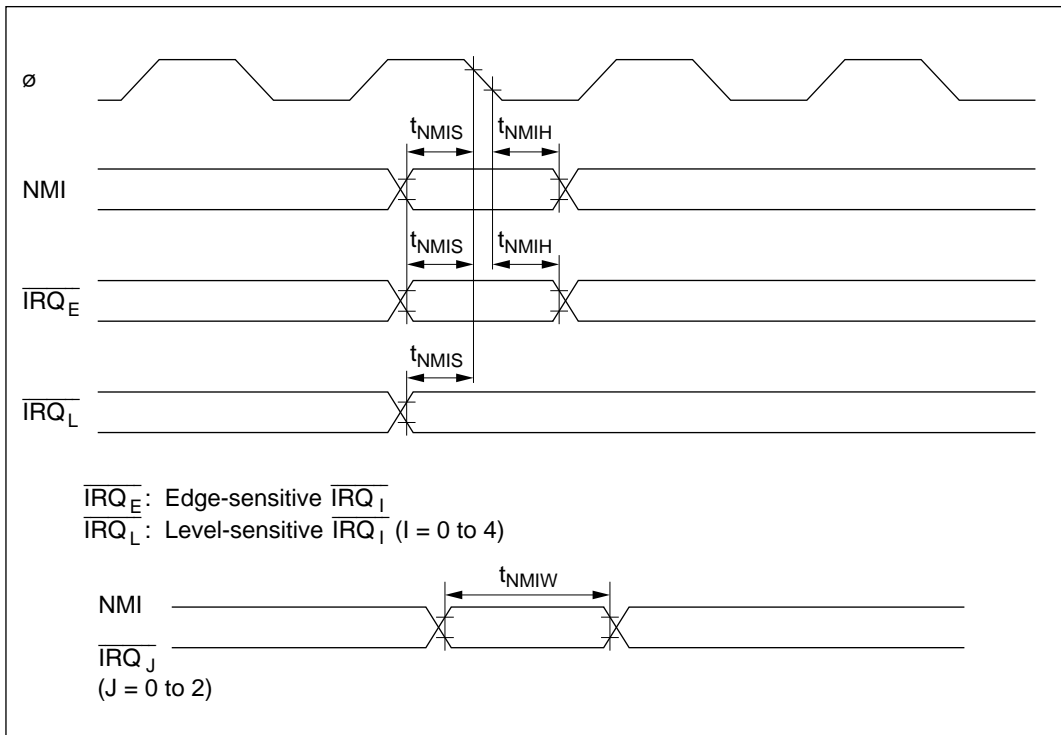 ø
tNMIS tNMIH
NMI
tNMIS tNMIH
IRQE
tNMIS
IRQL
IRQE: Edge-sensitive IRQI
IRQL: Level-sensitive IRQI (I = 0 to 4)
tNMIW
NMI
IRQJ
(J = 0 to 2)